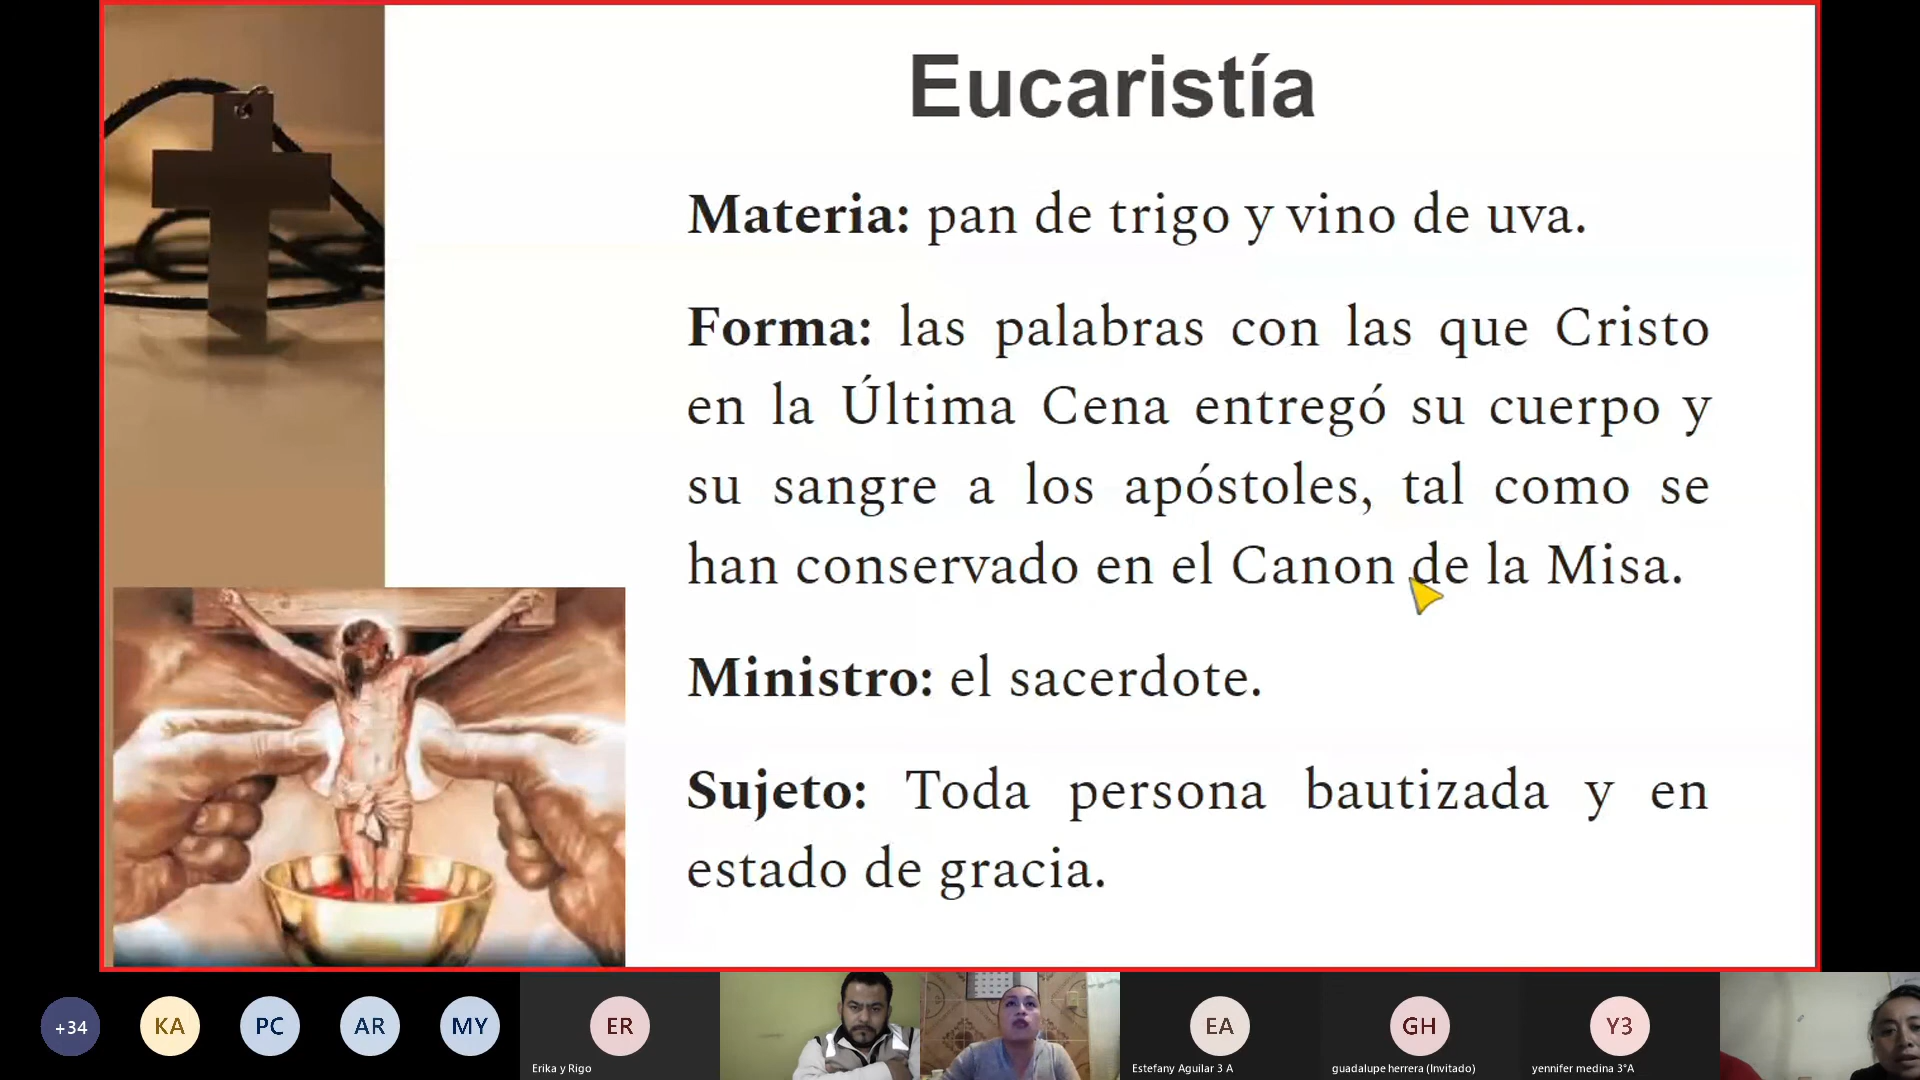 Eucaristía
Materia: pan de trigo y vino de uva.
Forma: las palabras con las que Cristo
en la Última Cena entregó su cuerpo y
su sangre a los apóstoles, tal como se
han conservado en el Canon de la Misa.
Ministro: el sacerdote.
Sujeto: Toda persona bautizada y en
estado de gracia.
+34
KA
PC
AR
MY
ER
EA
GH
Y3
Erika y Rigo
Estefany Aguilar 3 A
guadalupe herrera (Invitado)
yennifer medina 3°A